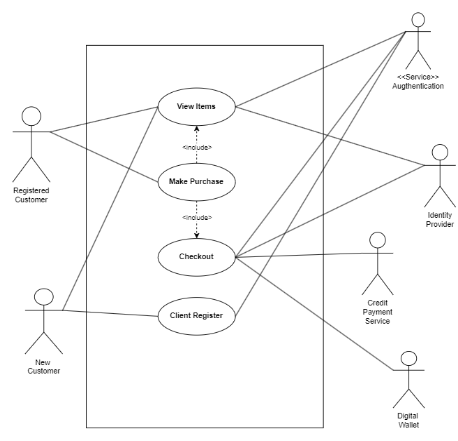 <<Service>>
Augthentication
View Items
<include>
Registered
Customer
Make Purchase
Identity
Provider
<include>
Checkout
Credit
Payment
Service
Client Register
New
Customer
Digital
Wallet